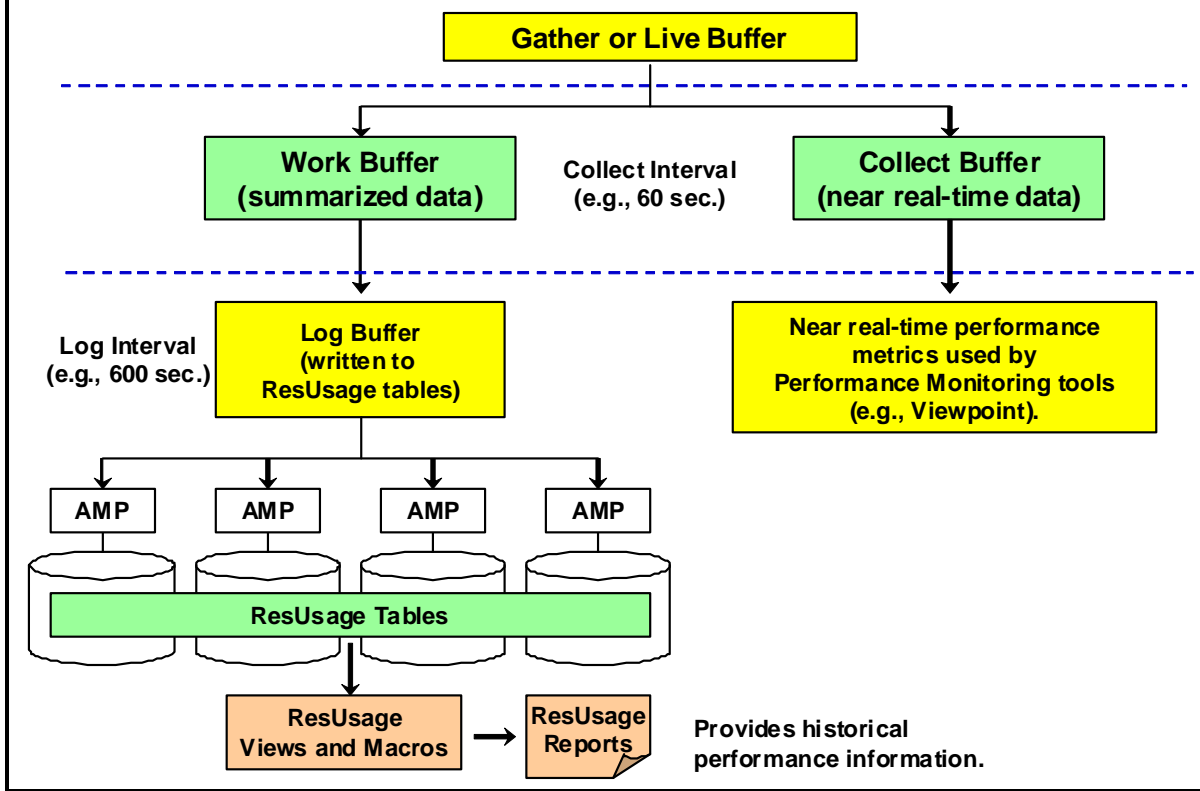 Gather or Live Buffer
Work Buffer
(summarized data)
Collect Interval
(e.g., 60 sec.)
Collect Buffer
(near real-time data)
Log Interval
(e.g., 600 sec.)
Log Buffer
(written to
ResUsage tables)
Near real-time performance
metrics used by
Performance Monitoring tools
(e.g., Viewpoint).
AMP
AMP
AMP
AMP
ResUsage Tables
ResUsage
Views and Macros
ResUsage
Reports
Provides historical
performance information.